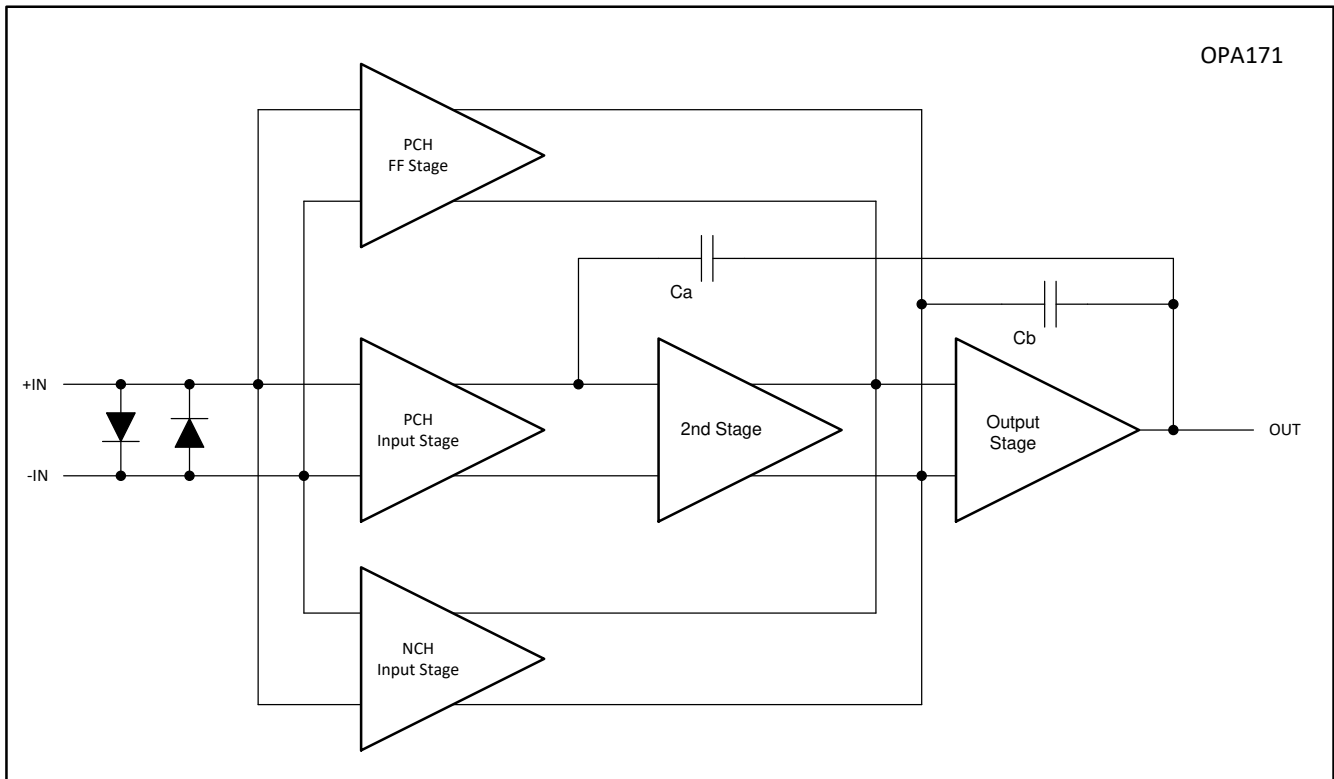 OPA171
PCH
FF Stage
Ca
Cb
+IN
PCH
Input Stage
2nd Stage
Output
Stage
OUT
-IN
NCH
Input Stage